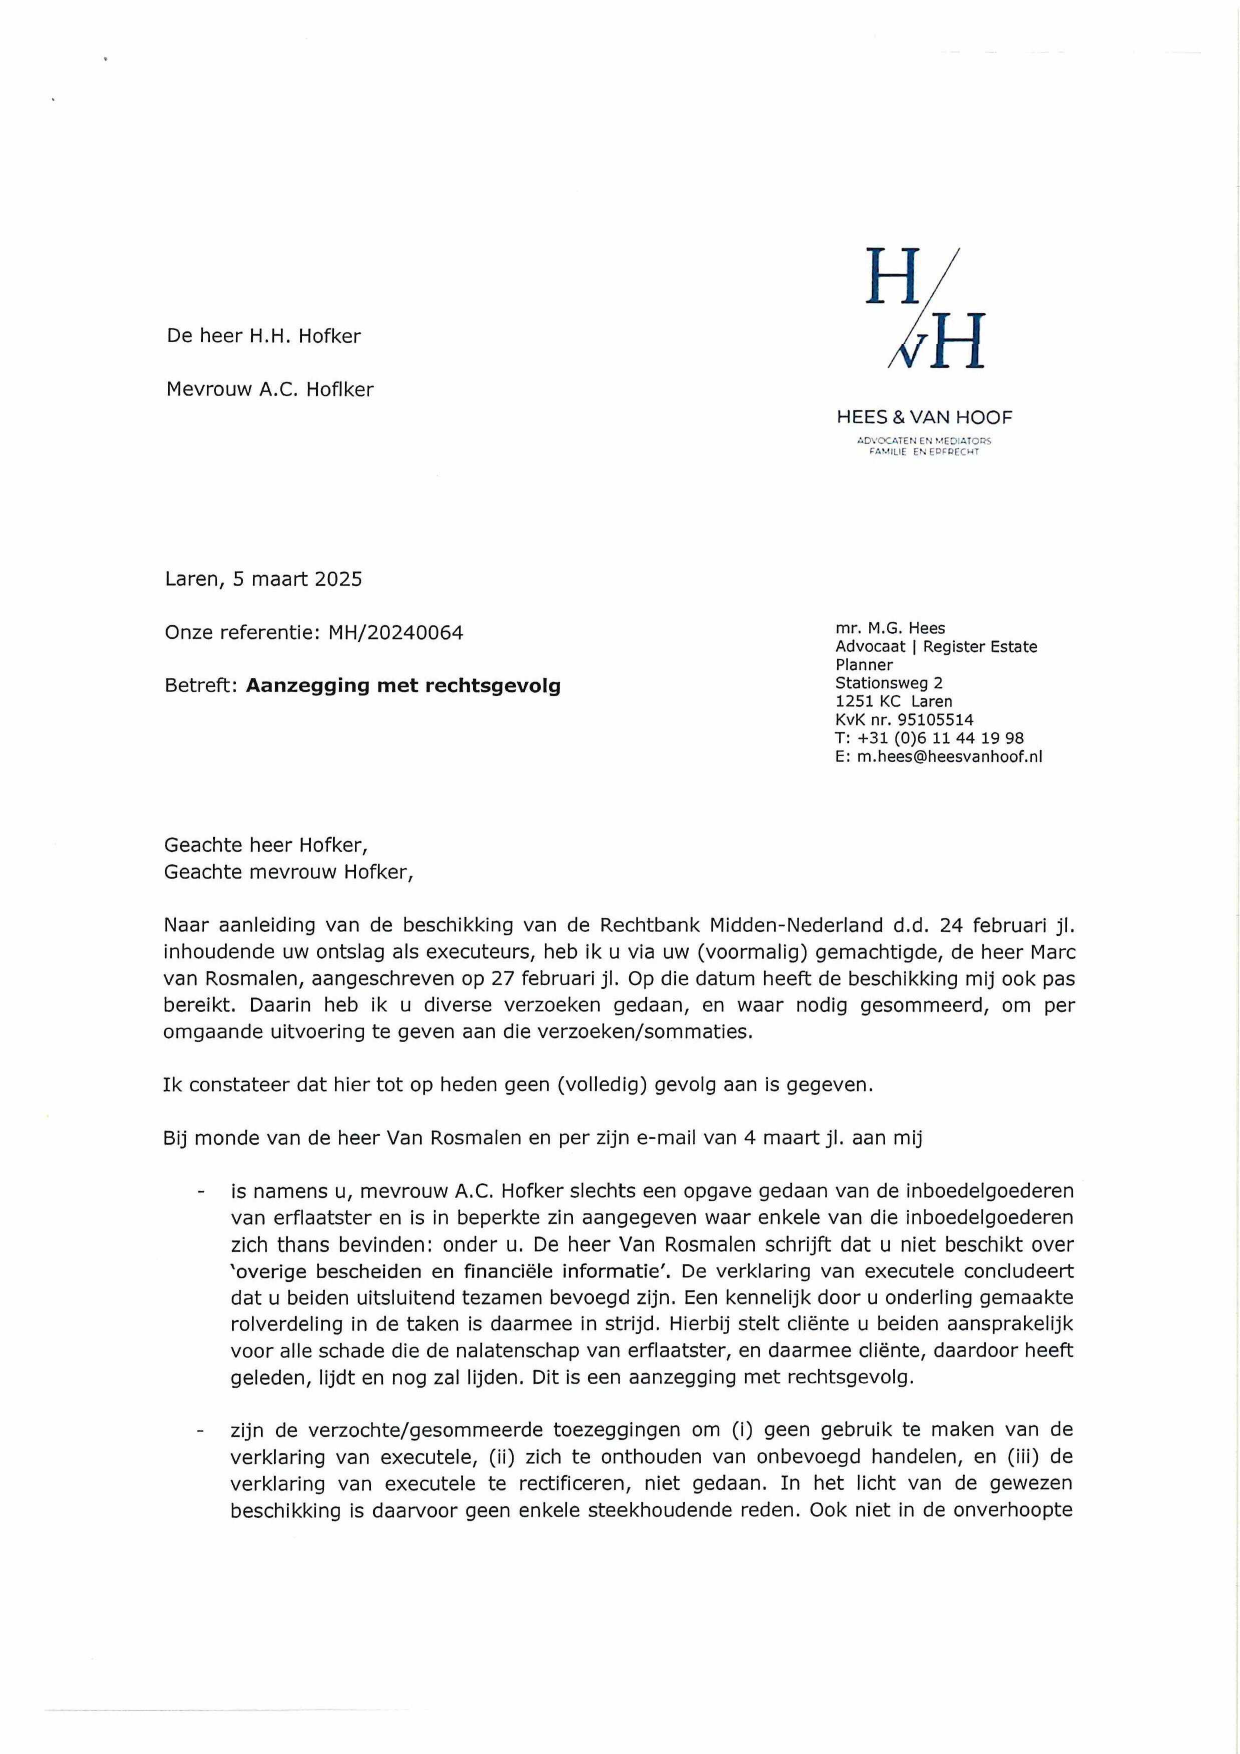 H/
vH
De heer H.H. Hofker
Mevrouw A.C. Hoflker
HEES & VAN HOOF
ADVOCATEN EN MEDIATORS
FAMILIE EN ERFRECHT
Laren, 5 maart 2025
Onze referentie: MH/20240064
Betreft: Aanzegging met rechtsgevolg
mr. M.G. Hees
Advocaat | Register Estate
Planner
Stationsweg 2
1251 KC Laren
KvK nr. 95105514
T: +31 (0)6 11 44 19 98
E: m.hees@heesvanhoof.nl
Geachte heer Hofker,
Geachte mevrouw Hofker,
Naar aanleiding van de beschikking van de Rechtbank Midden-Nederland d.d. 24 februari jl.
inhoudende uw ontslag als executeurs, heb ik u via uw (voormalig) gemachtigde, de heer Marc
van Rosmalen, aangeschreven op 27 februari jl. Op die datum heeft de beschikking mij ook pas
bereikt. Daarin heb ik u diverse verzoeken gedaan, en waar nodig gesommeerd, om per
omgaande uitvoering te geven aan die verzoeken/sommaties.
Ik constateer dat hier tot op heden geen (volledig) gevolg aan is gegeven.
Bij monde van de heer Van Rosmalen en per zijn e-mail van 4 maart jl. aan mij
- is namens u, mevrouw A.C. Hofker slechts een opgave gedaan van de inboedelgoederen
van erflaatster en is in beperkte zin aangegeven waar enkele van die inboedelgoederen
zich thans bevinden: onder u. De heer Van Rosmalen schrijft dat u niet beschikt over
‘overige bescheiden en financiële informatie’. De verklaring van executele concludeert
dat u beiden uitsluitend tezamen bevoegd zijn. Een kennelijk door u onderling gemaakte
rolverdeling in de taken is daarmee in strijd. Hierbij stelt cliënte u beiden aansprakelijk
voor alle schade die de nalatenschap van erflaatster, en daarmee cliënte, daardoor heeft
geleden, lijdt en nog zal lijden. Dit is een aanzegging met rechtsgevolg.
- zijn de verzochte/gesommeerde toezeggingen om (i) geen gebruik te maken van de
verklaring van executele, (ii) zich te onthouden van onbevoegd handelen, en (iii) de
verklaring van executele te rectificeren, niet gedaan. In het licht van de gewezen
beschikking is daarvoor geen enkele steekhoudende reden. Ook niet in de onverhoopte